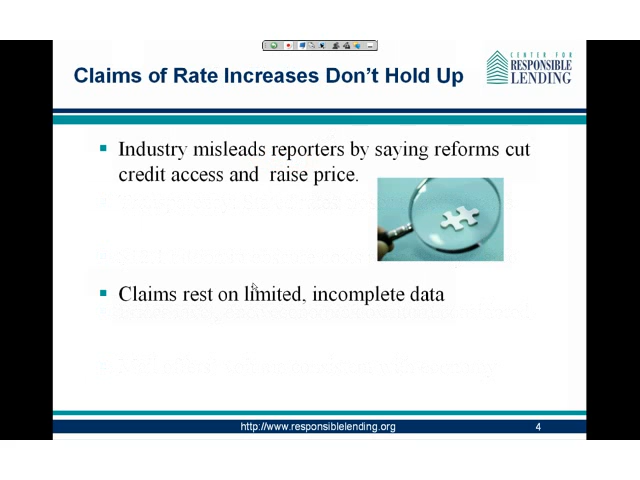 Claims of Rate Increases Don't Hold Up
CENTER FOR
RESPONSIBLE
LENDING
Industry misleads reporters by saying reforms cut
credit access and raise price.
Claims rest on limited, incomplete data
http://www.responsiblelending.org
4